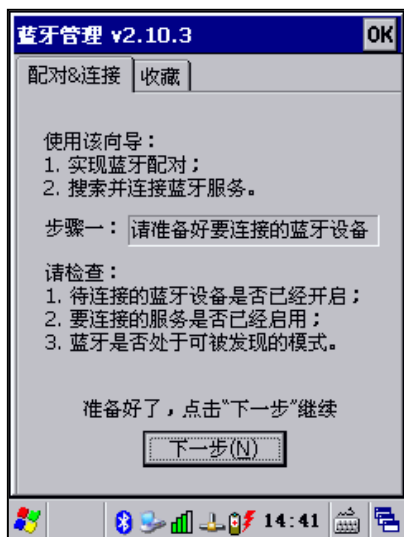 蓝牙管理 v2.10.3 OK
配对&连接 收藏
使用该向导：
1. 实现蓝牙配对；
2. 搜索并连接蓝牙服务。
步骤一： 请准备好要连接的蓝牙设备
请检查：
1. 待连接的蓝牙设备是否已经开启；
2. 要连接的服务是否已经启用；
3. 蓝牙是否处于可被发现的模式。
准备好了，点击"下一步"继续
下一步(N)
14:41